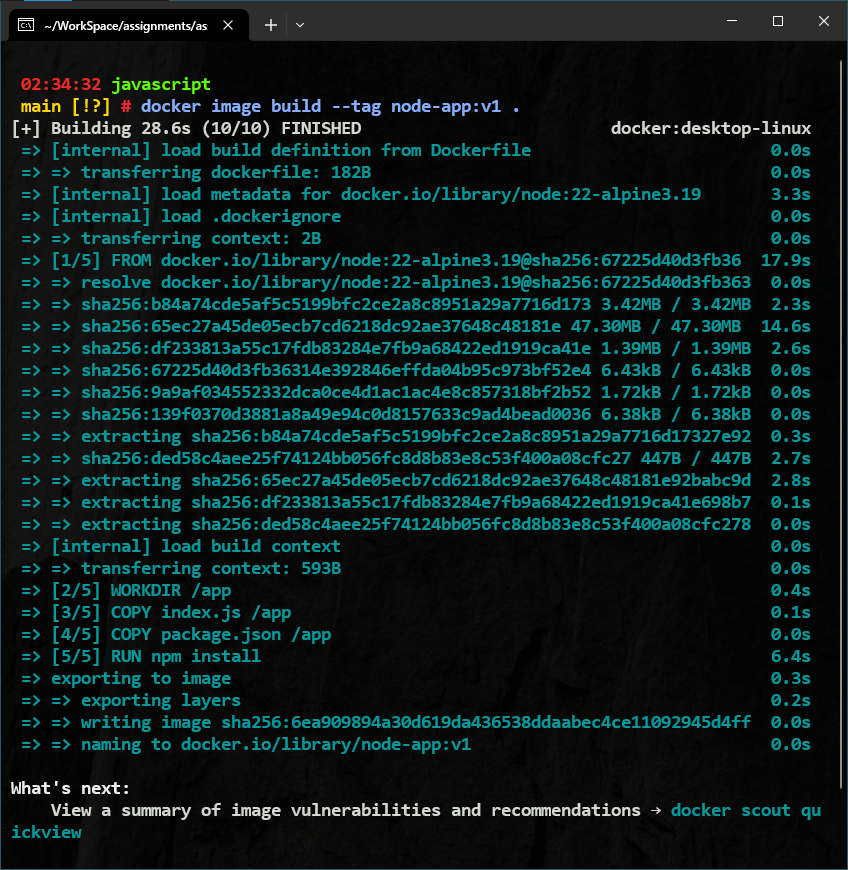 ~/WorkSpace/assignments/as
02:34:32 javascript
main [!?] # docker image build --tag node-app:v1 .
[+] Building 28.6s (10/10) FINISHED docker:desktop-linux
=> [internal] load build definition from Dockerfile 0.0s
=> => transferring dockerfile: 182B 0.0s
=> [internal] load metadata for docker.io/library/node:22-alpine3.19 3.3s
=> [internal] load .dockerignore 0.0s
=> => transferring context: 2B 0.0s
=> [1/5] FROM docker.io/library/node:22-alpine3.19@sha256:67225d40d3fb36 17.9s
=> => resolve docker.io/library/node:22-alpine3.19@sha256:67225d40d3fb363 0.0s
=> => sha256:b84a74cde5af5c5199bfc2ce2a8c8951a29a7716d173 3.42MB / 3.42MB 2.3s
=> => sha256:65ec27a45de05ecb7cd6218dc92ae37648c48181e 47.30MB / 47.30MB 14.6s
=> => sha256:df233813a55c17fdb83284e7fb9a68422ed1919ca41e 1.39MB / 1.39MB 2.6s
=> => sha256:67225d40d3fb36314e392846effda04b95c973bf52e4 6.43kB / 6.43kB 0.0s
=> => sha256:9a9af034552332dca0ce4d1ac1ac4e8c857318bf2b52 1.72kB / 1.72kB 0.0s
=> => sha256:139f0370d3881a8a49e94c0d8157633c9ad4bead0036 6.38kB / 6.38kB 0.0s
=> => extracting sha256:b84a74cde5af5c5199bfc2ce2a8c8951a29a7716d17327e92 0.3s
=> => sha256:ded58c4aee25f74124bb056fc8d8b83e8c53f400a08cfc27 447B / 447B 2.7s
=> => extracting sha256:65ec27a45de05ecb7cd6218dc92ae37648c48181e92babc9d 2.8s
=> => extracting sha256:df233813a55c17fdb83284e7fb9a68422ed1919ca41e698b7 0.1s
=> => extracting sha256:ded58c4aee25f74124bb056fc8d8b83e8c53f400a08cfc278 0.0s
=> [internal] load build context 0.0s
=> => transferring context: 593B 0.0s
=> [2/5] WORKDIR /app 0.4s
=> [3/5] COPY index.js /app 0.1s
=> [4/5] COPY package.json /app 0.0s
=> [5/5] RUN npm install 6.4s
=> exporting to image 0.3s
=> => exporting layers 0.2s
=> => writing image sha256:6ea909894a30d619da436538ddaabec4ce11092945d4ff 0.0s
=> => naming to docker.io/library/node-app:v1 0.0s
What's next:
View a summary of image vulnerabilities and recommendations → docker scout qu
ickview